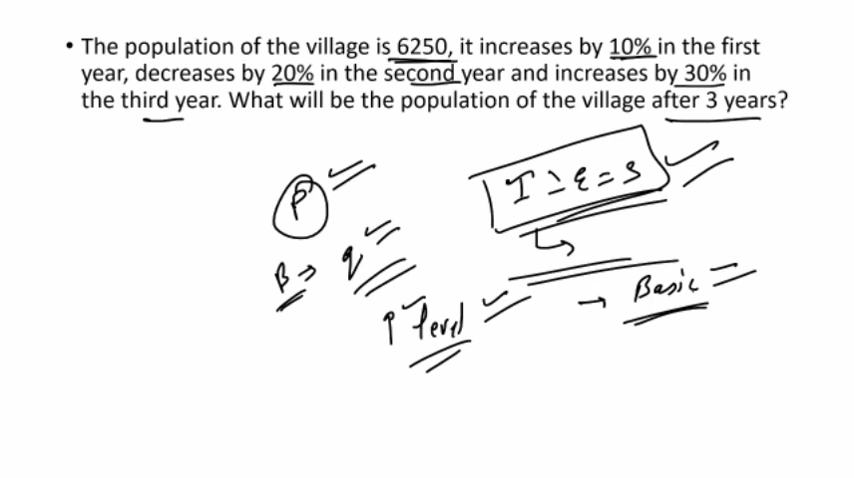 • The population of the village is 6250, it increases by 10% in the first
year, decreases by 20% in the second year and increases by 30% in
the third year. What will be the population of the village after 3 years?
P
B → q
↑ level
→ Basic